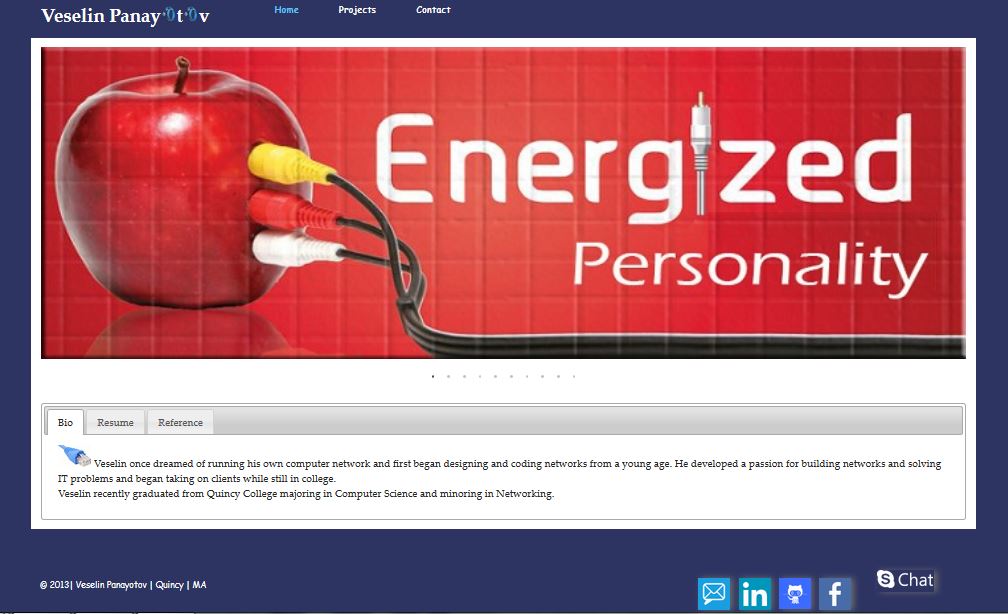 Veselin Panayotov
Home Projects Contact
Energized
Personality
Bio Resume Reference
Veselin once dreamed of running his own computer network and first began designing and coding networks from a young age. He developed a passion for building networks and solving
IT problems and began taking on clients while still in college.
Veselin recently graduated from Quincy College majoring in Computer Science and minoring in Networking.
© 2013| Veselin Panayotov | Quincy | MA
in f
S Chat